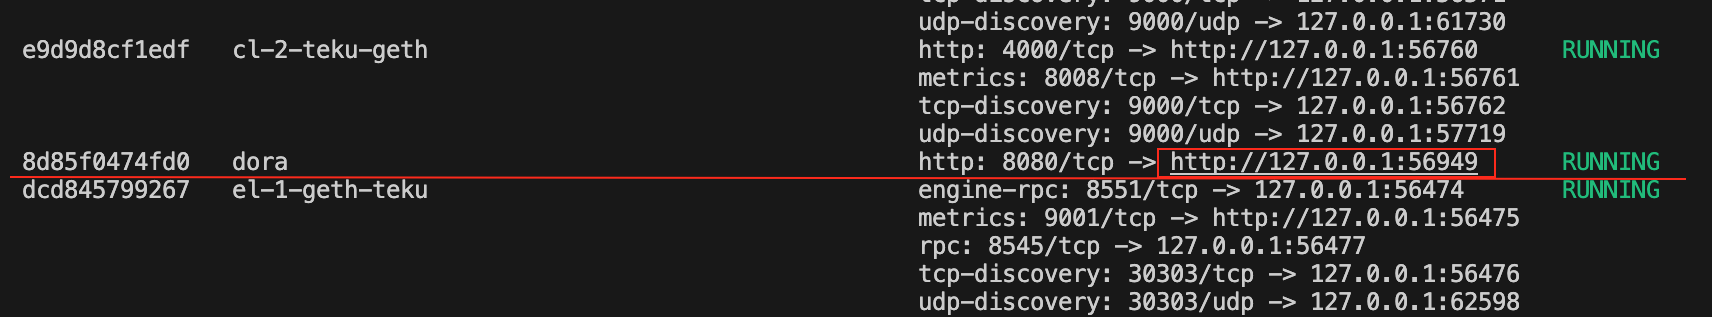 udp-discovery: 9000/udp -> 127.0.0.1:61730
e9d9d8cf1edf cl-2-teku-geth http: 4000/tcp -> http://127.0.0.1:56760 RUNNING
metrics: 8008/tcp -> http://127.0.0.1:56761
tcp-discovery: 9000/tcp -> 127.0.0.1:56762
udp-discovery: 9000/udp -> 127.0.0.1:57719
8d85f0474fd0 dora http: 8080/tcp -> http://127.0.0.1:56949 RUNNING
dcd845799267 el-1-geth-teku engine-rpc: 8551/tcp -> 127.0.0.1:56474 RUNNING
metrics: 9001/tcp -> http://127.0.0.1:56475
rpc: 8545/tcp -> 127.0.0.1:56477
tcp-discovery: 30303/tcp -> 127.0.0.1:56476
udp-discovery: 30303/udp -> 127.0.0.1:62598